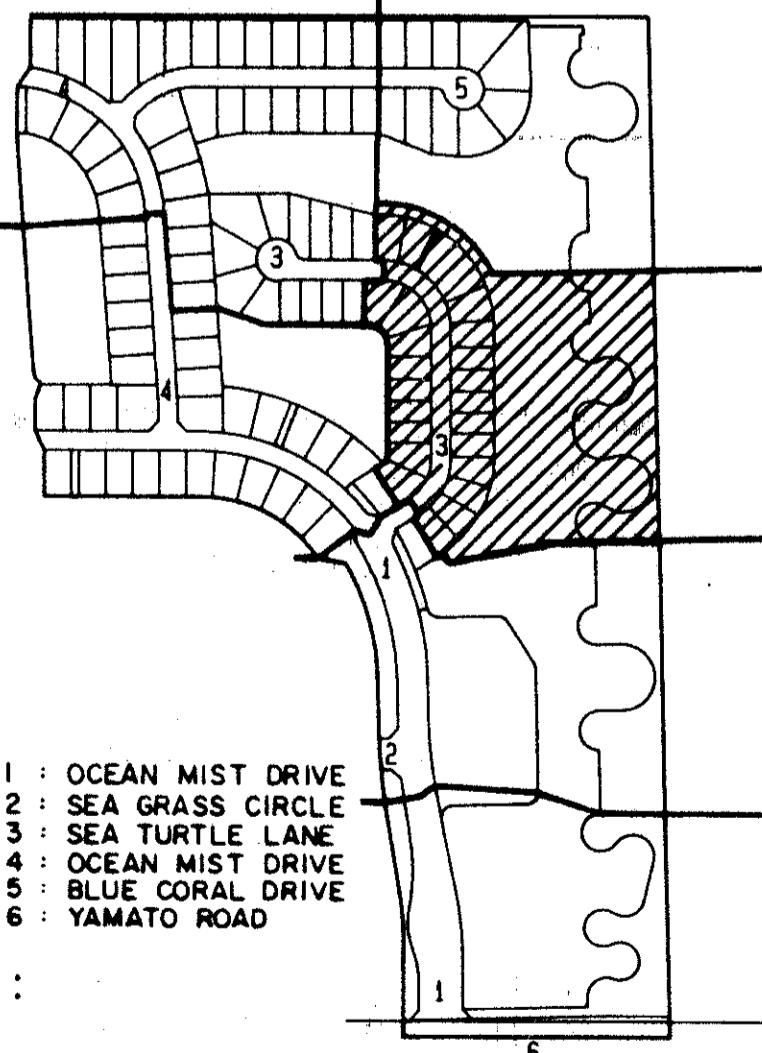 5
3
4
3
1
2
1 : OCEAN MIST DRIVE
2 : SEA GRASS CIRCLE
3 : SEA TURTLE LANE
4 : OCEAN MIST DRIVE
5 : BLUE CORAL DRIVE
6 : YAMATO ROAD
:
1
6